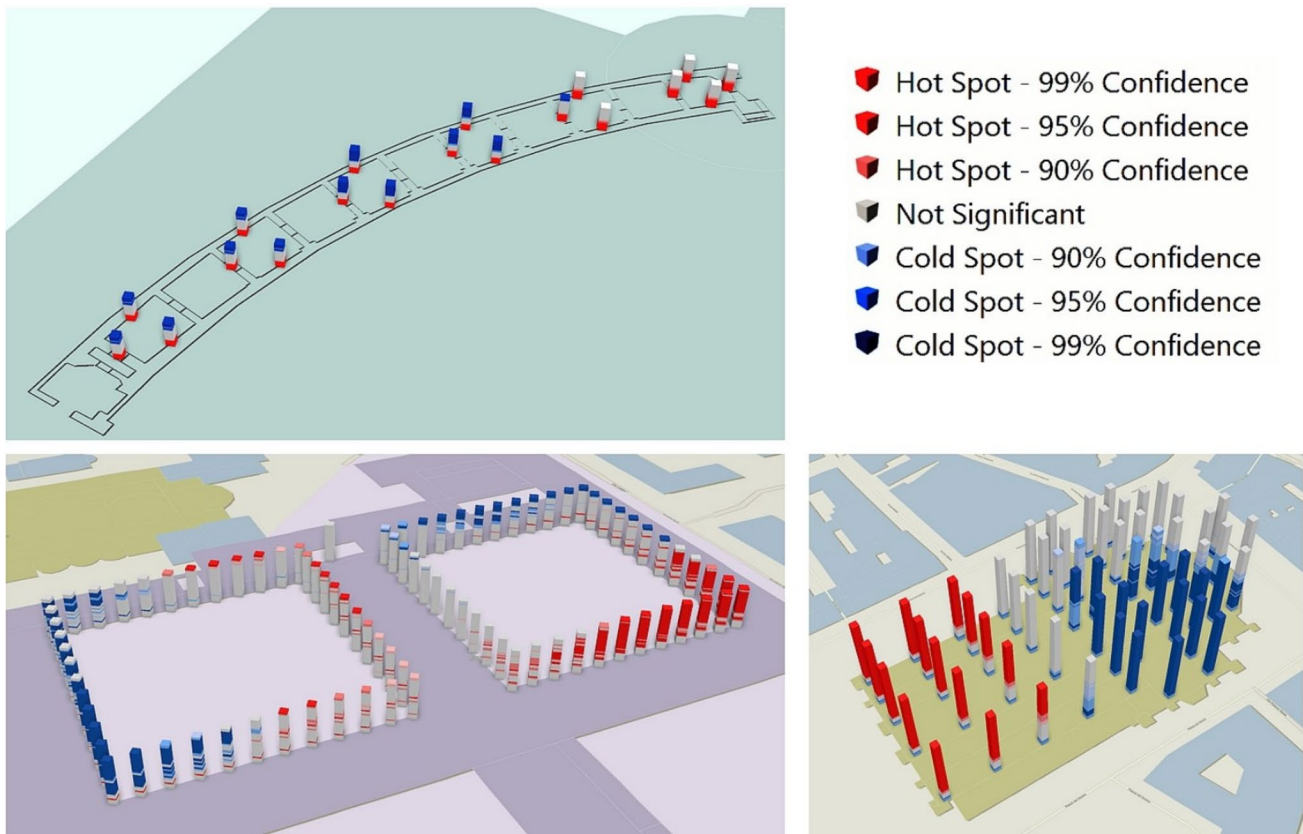 Hot Spot - 99% Confidence
Hot Spot - 95% Confidence
Hot Spot - 90% Confidence
Not Significant
Cold Spot - 90% Confidence
Cold Spot - 95% Confidence
Cold Spot - 99% Confidence